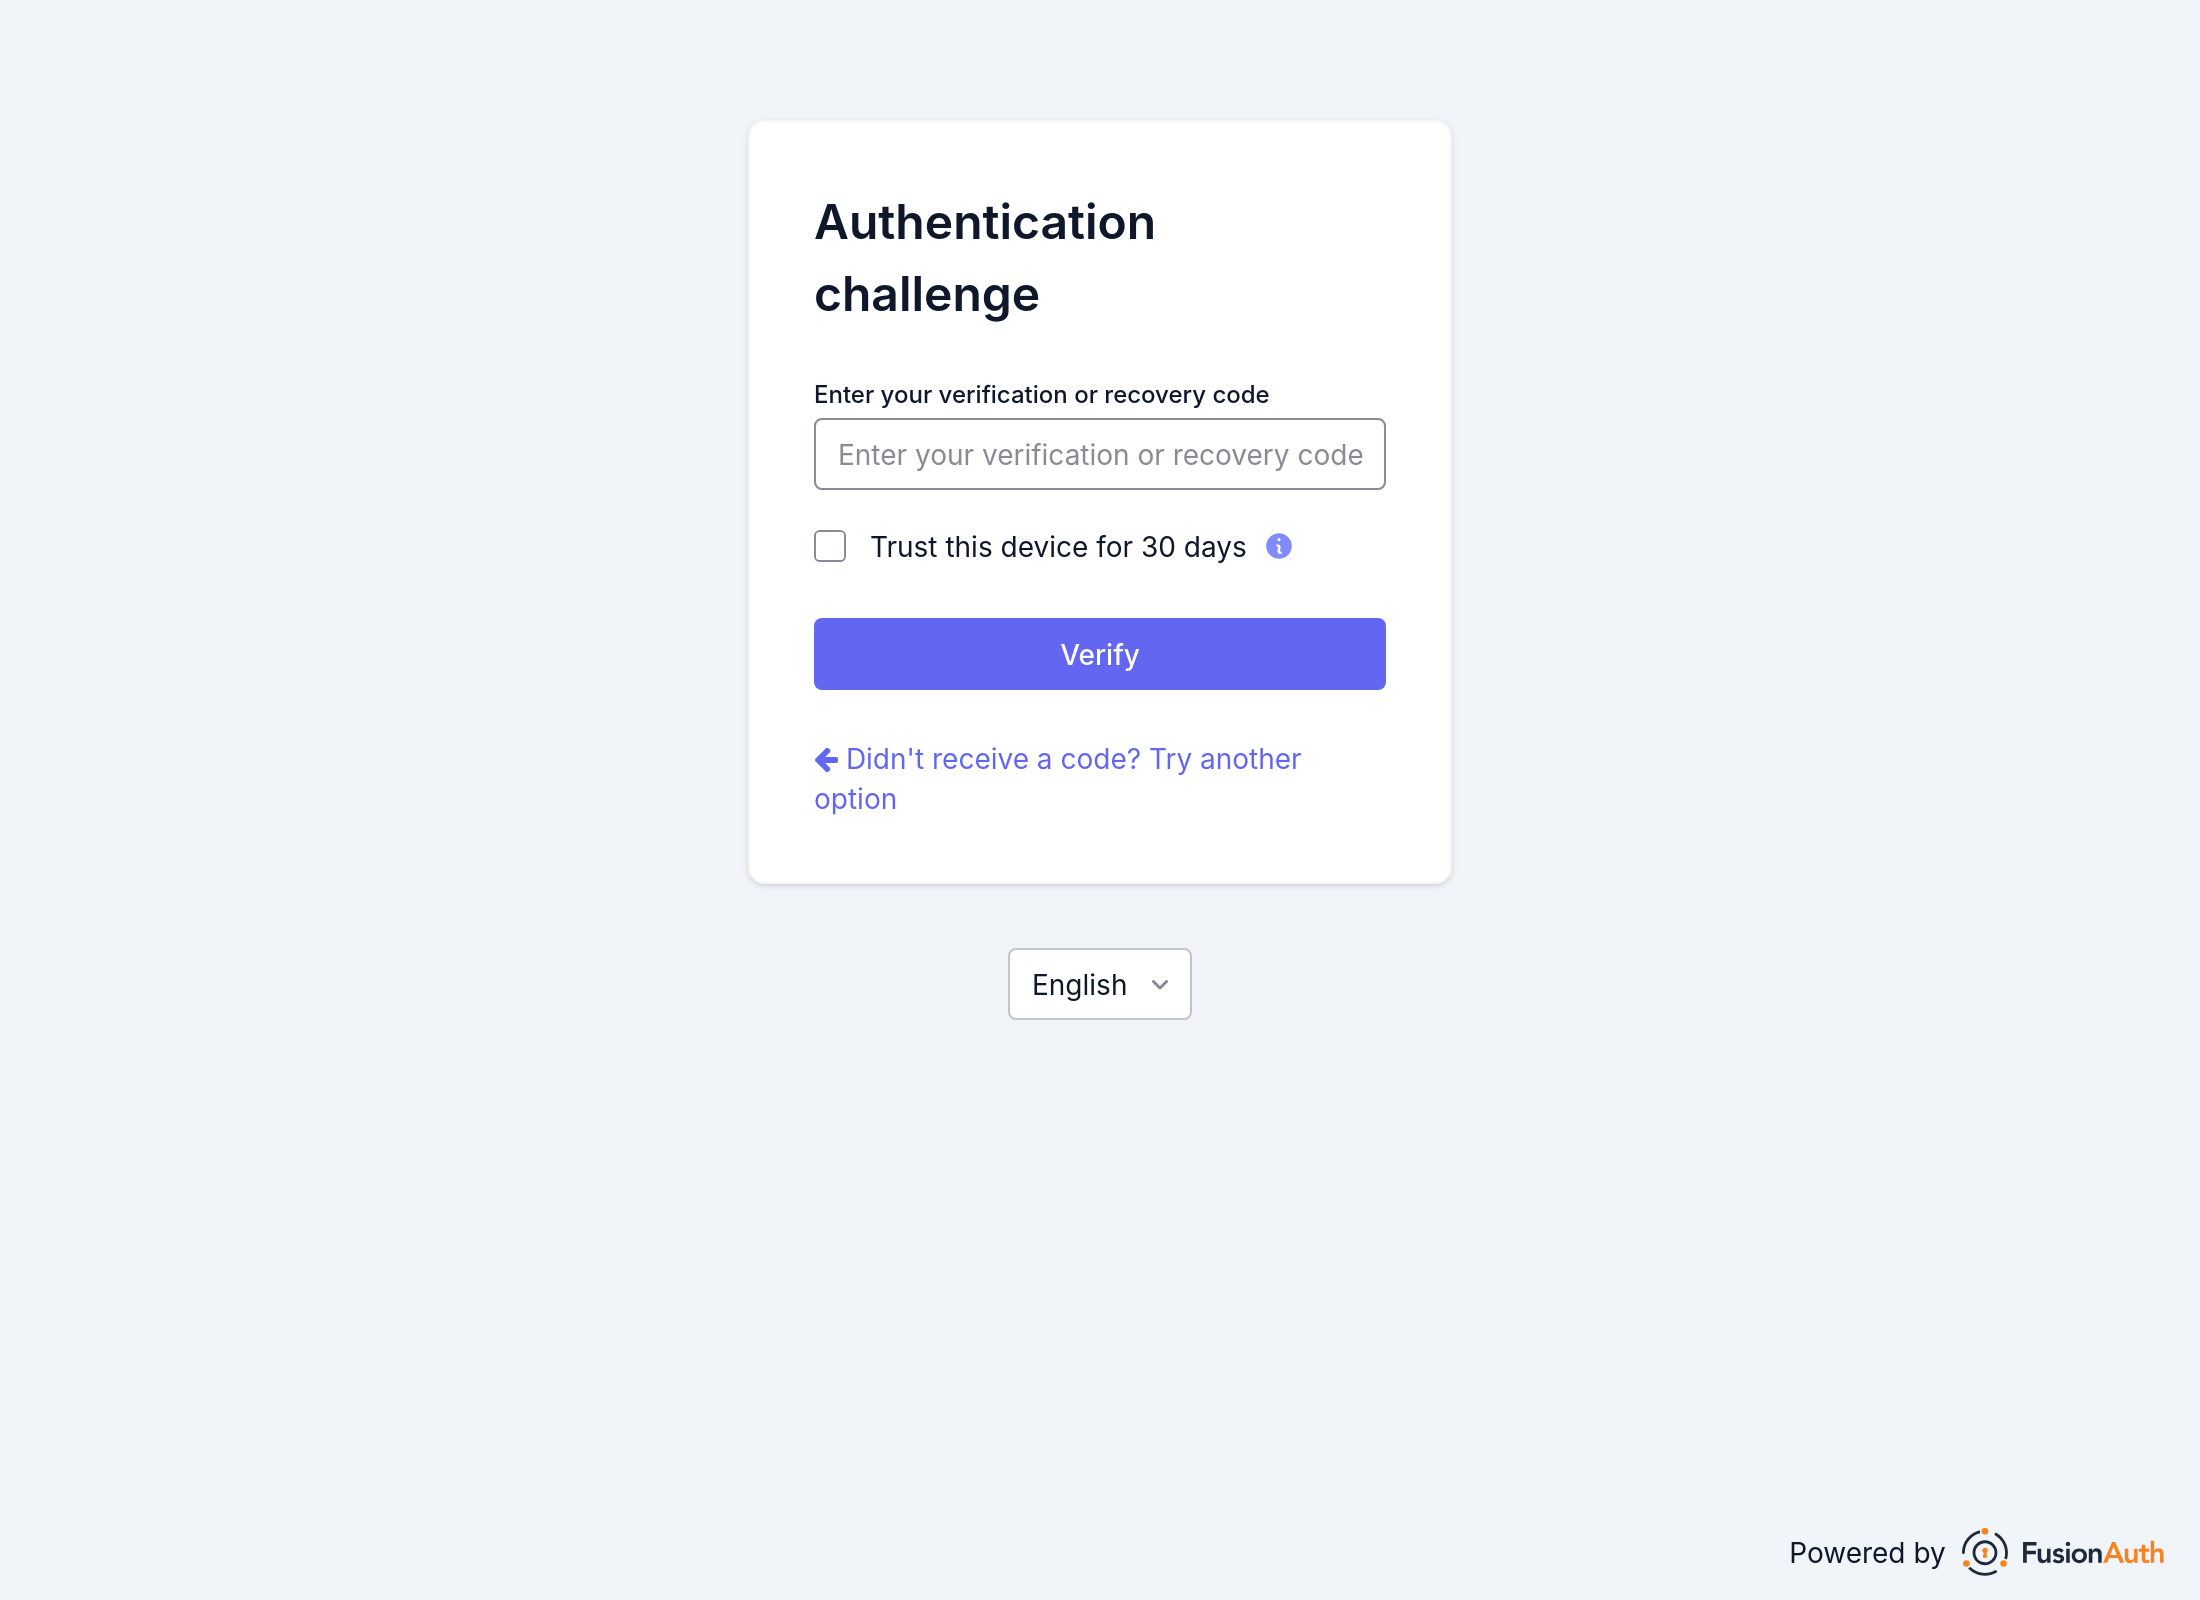 Authentication
challenge
Enter your verification or recovery code
Enter your verification or recovery code
Trust this device for 30 days
Verify
Didn't receive a code? Try another
option
English
Powered by FusionAuth